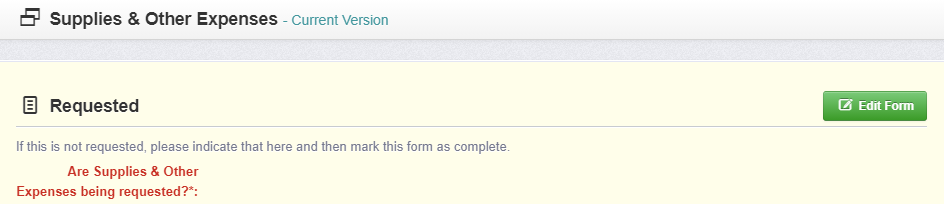 Supplies & Other Expenses - Current Version
Requested
Edit Form
If this is not requested, please indicate that here and then mark this form as complete.
Are Supplies & Other
Expenses being requested?*: